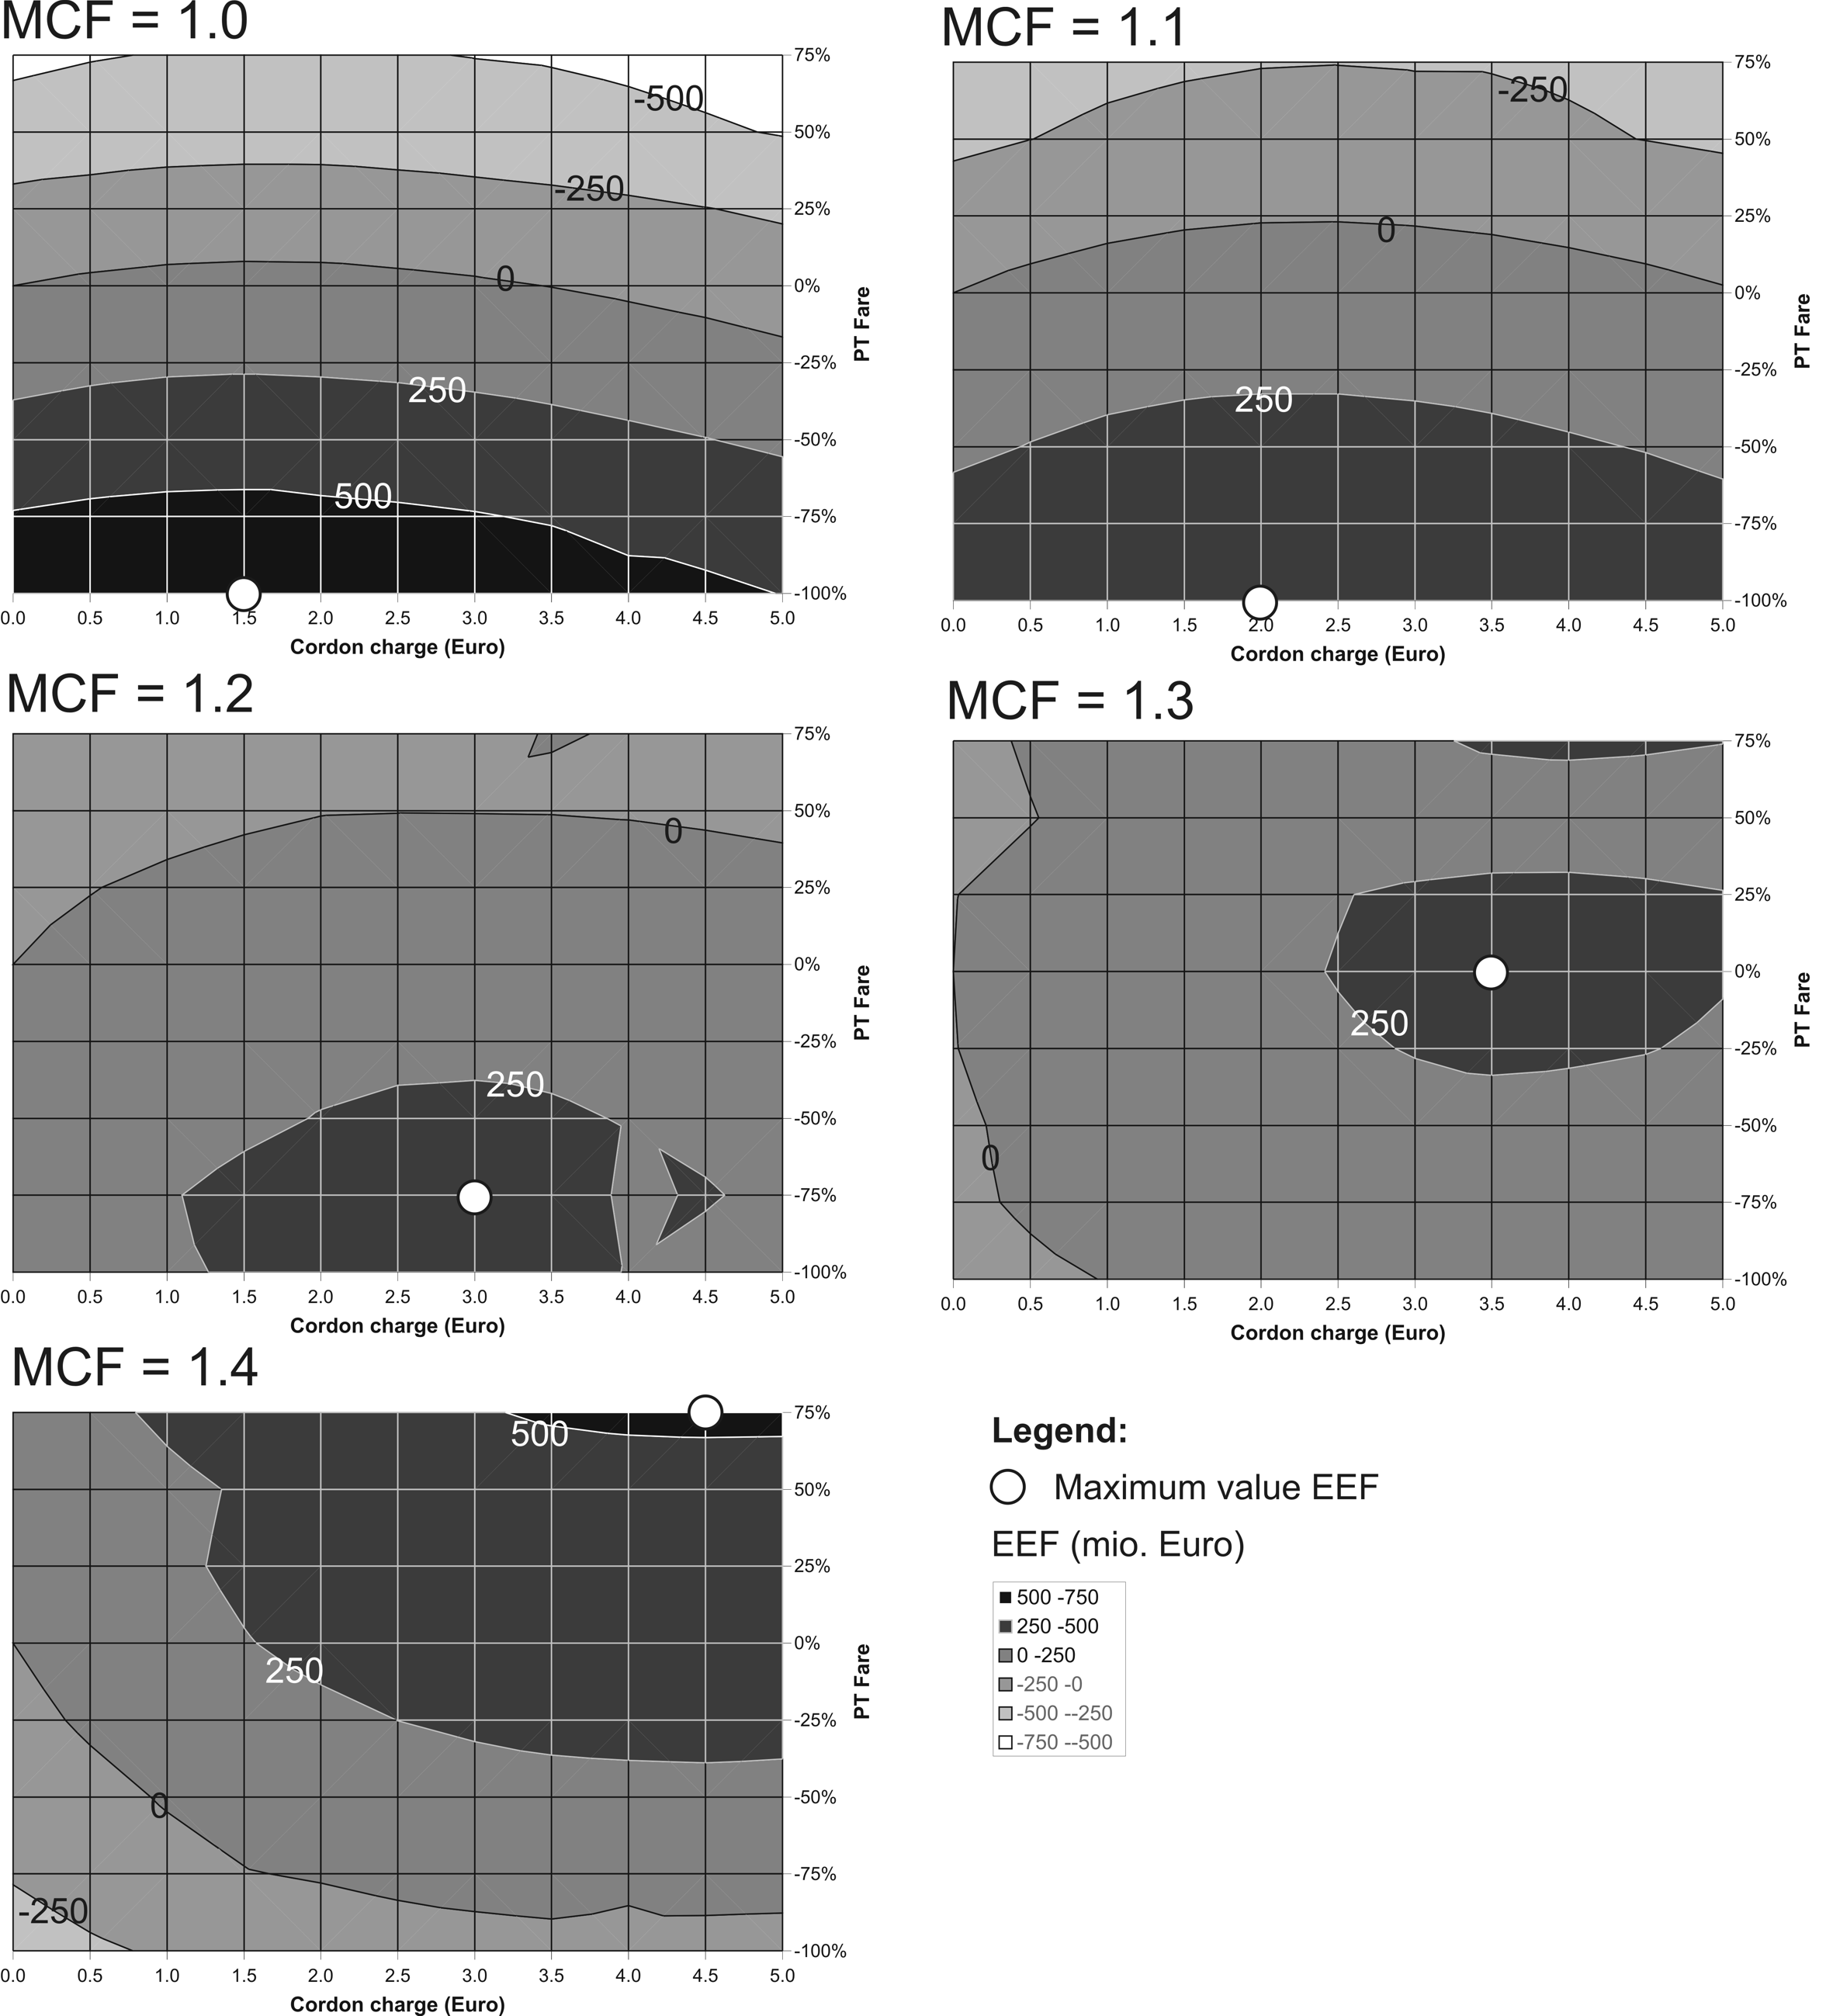 MCF = 1.0
75%
-500
50%
-250
25%
0
0%
-25%
250
-50%
500
-75%
-100%
PT Fare
0.0 0.5 1.0 1.5 2.0 2.5 3.0 3.5 4.0 4.5 5.0
Cordon charge (Euro)
MCF = 1.1
75%
-250
50%
25%
0
0%
-25%
250
-50%
-75%
-100%
PT Fare
0.0 0.5 1.0 1.5 2.0 2.5 3.0 3.5 4.0 4.5 5.0
Cordon charge (Euro)
MCF = 1.2
75%
50%
0
25%
0%
-25%
250
-50%
-75%
-100%
PT Fare
0.0 0.5 1.0 1.5 2.0 2.5 3.0 3.5 4.0 4.5 5.0
Cordon charge (Euro)
MCF = 1.3
75%
50%
25%
0%
250
-25%
-50%
0
-75%
-100%
PT Fare
0.0 0.5 1.0 1.5 2.0 2.5 3.0 3.5 4.0 4.5 5.0
Cordon charge (Euro)
MCF = 1.4
75%
500
50%
25%
0%
250
-25%
-50%
0
-75%
-250
-100%
PT Fare
0.0 0.5 1.0 1.5 2.0 2.5 3.0 3.5 4.0 4.5 5.0
Cordon charge (Euro)
Legend:
Maximum value EEF
EEF (mio. Euro)
500 -750
250 -500
0 -250
-250 -0
-500 --250
-750 --500